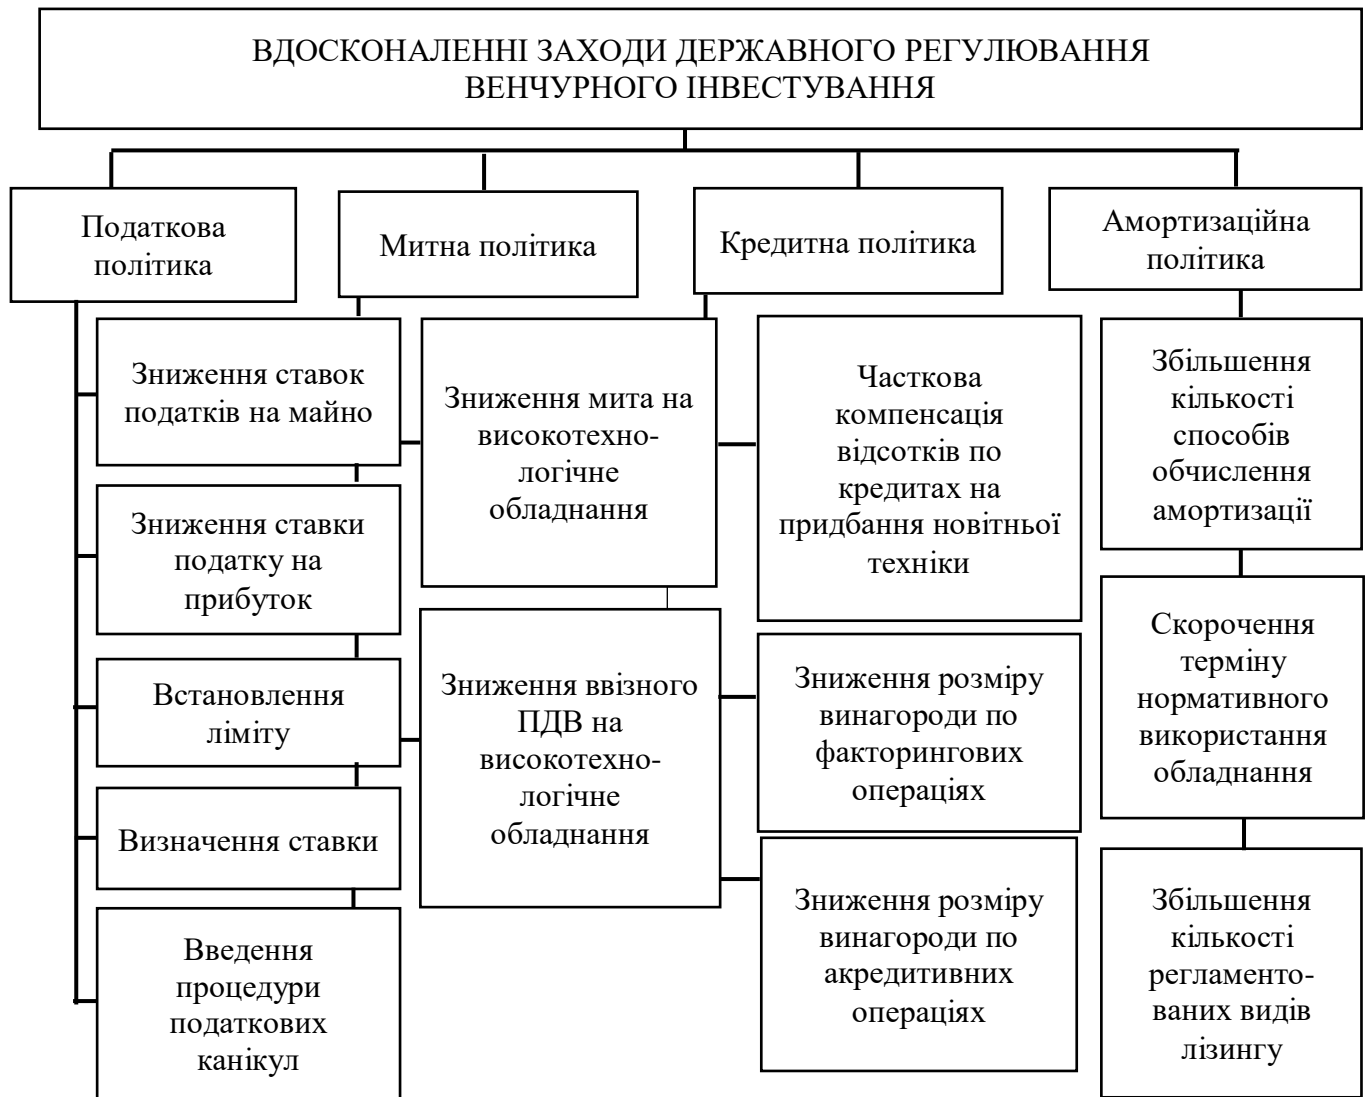 ВДОСКОНАЛЕННІ ЗАХОДИ ДЕРЖАВНОГО РЕГУЛЮВАННЯ
ВЕНЧУРНОГО ІНВЕСТУВАННЯ
Податкова
політика
Митна політика
Кредитна політика
Амортизаційна
політика
Зниження ставок
податків на майно
Зниження ставки
податку на
прибуток
Встановлення
ліміту
Визначення ставки
Введення
процедури
податкових
канікул
Зниження мита на
високотехно-
логічне
обладнання
Зниження ввізного
ПДВ на
високотехно-
логічне
обладнання
Часткова
компенсація
відсотків по
кредитах на
придбання новітньої
техніки
Зниження розміру
винагороди по
факторингових
операціях
Зниження розміру
винагороди по
акредитивних
операціях
Збільшення
кількості
способів
обчислення
амортизації
Скорочення
терміну
нормативного
використання
обладнання
Збільшення
кількості
регламенто-
ваних видів
лізингу